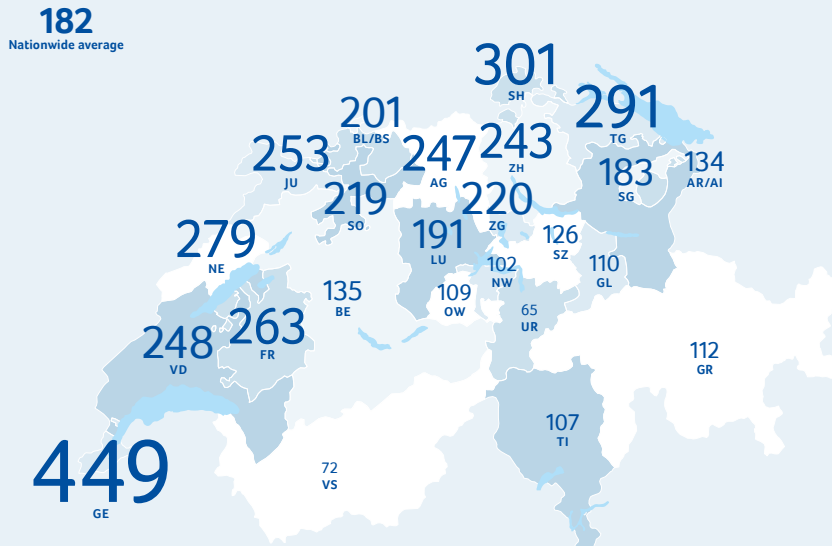 182
Nationwide average
301
SH
291
TG
201
BL/BS
253
JU
247
AG
243
ZH
183
SG
134
AR/AI
219
SO
220
ZG
279
NE
191
LU
126
SZ
102
NW
110
GL
135
BE
109
OW
65
UR
248
VD
263
FR
112
GR
107
TI
449
GE
72
VS